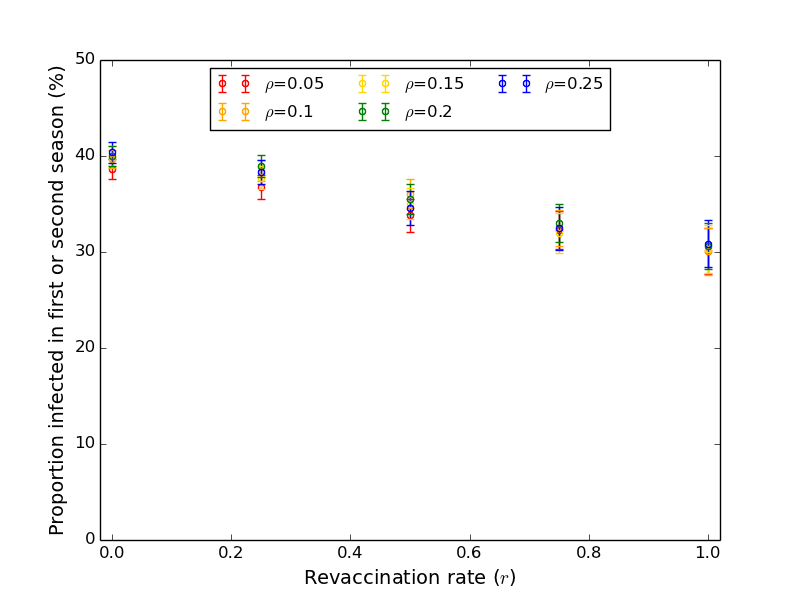 50
ρ=0.05 ρ=0.15 ρ=0.25
ρ=0.1 ρ=0.2
40
30
20
10
0
0.0 0.2 0.4 0.6 0.8 1.0
Revaccination rate (r)
Proportion infected in first or second season (%)